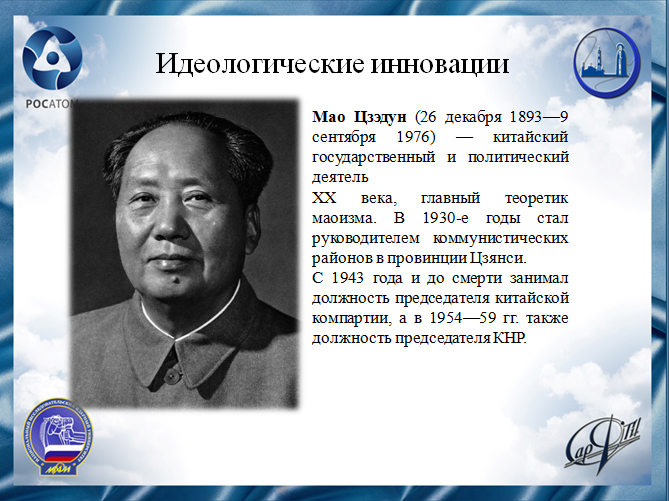 Идеологические инновации
РОСАТОМ
Мао Цзэдун (26 декабря 1893—9
сентября 1976) — китайский
государственный и политический
деятель
XX века, главный теоретик
маоизма. В 1930-е годы стал
руководителем коммунистических
районов в провинции Цзянси.
С 1943 года и до смерти занимал
должность председателя китайской
компартии, а в 1954—59 гг. также
должность председателя КНР.
МИФИ
СарФТИ